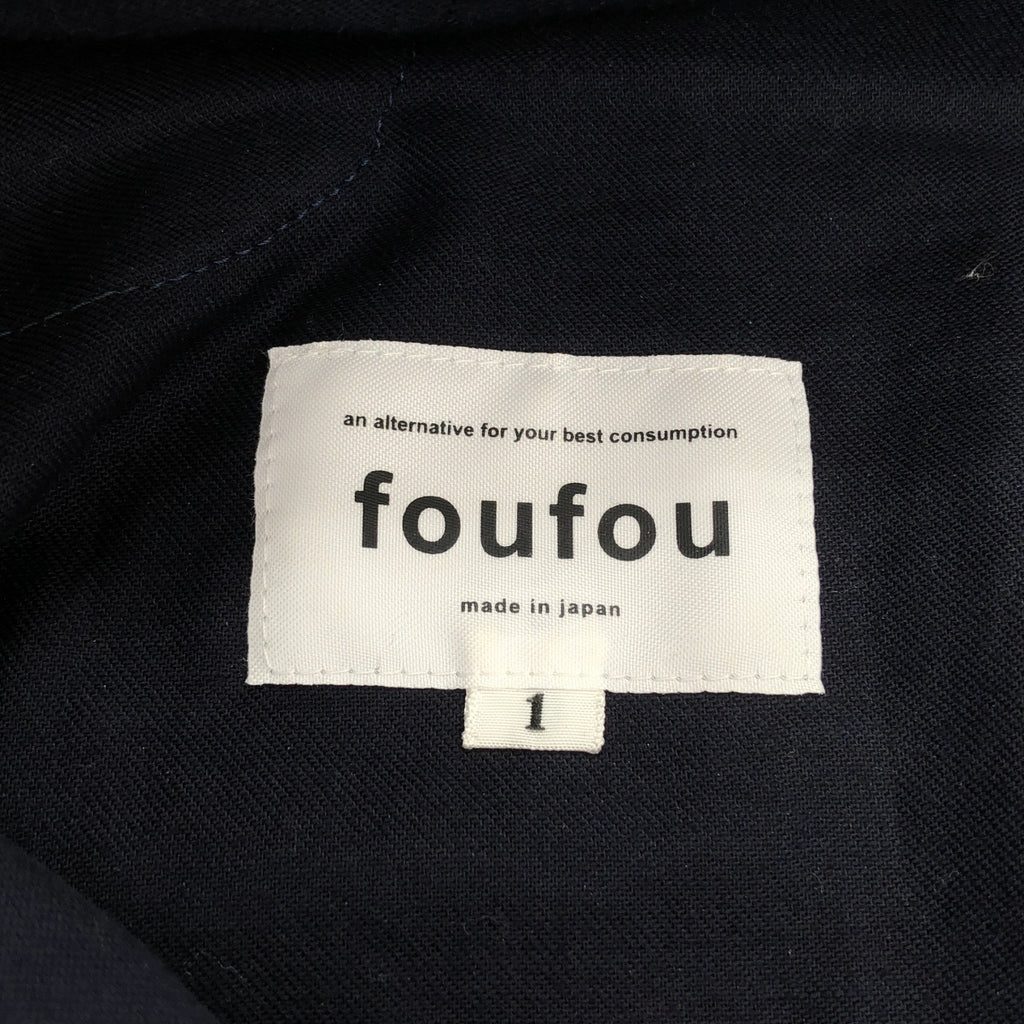 an alternative for your best consumption
foufou
made in japan
1